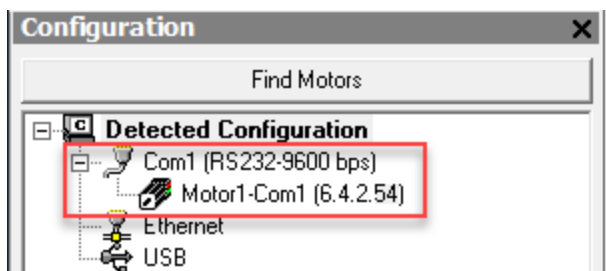 Configuration
Find Motors
Detected Configuration
Com1 (RS232-9600 bps)
Motor1-Com1 (6.4.2.54)
Ethernet
USB